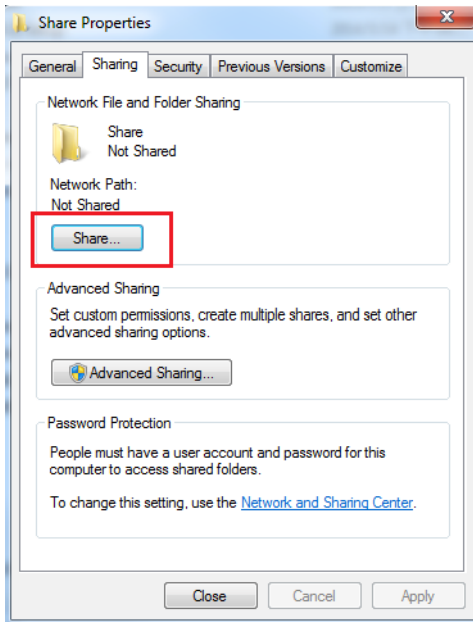 Share Properties
General Sharing Security Previous Versions Customize
Network File and Folder Sharing
Share
Not Shared
Network Path:
Not Shared
Share...
Advanced Sharing
Set custom permissions, create multiple shares, and set other
advanced sharing options.
Advanced Sharing...
Password Protection
People must have a user account and password for this
computer to access shared folders.
To change this setting, use the Network and Sharing Center.
Close Cancel Apply